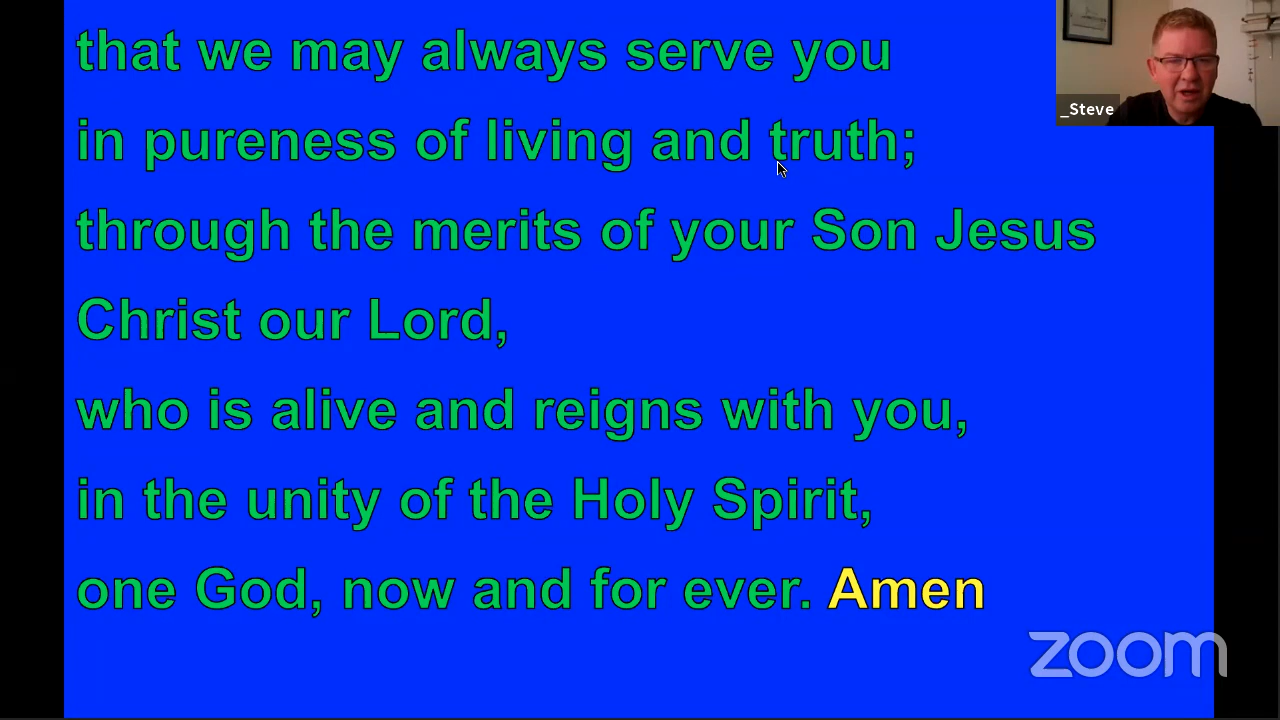 that we may always serve you
in pureness of living and truth;
through the merits of your Son Jesus
Christ our Lord,
who is alive and reigns with you,
in the unity of the Holy Spirit,
one God, now and for ever. Amen
_Steve
zoom